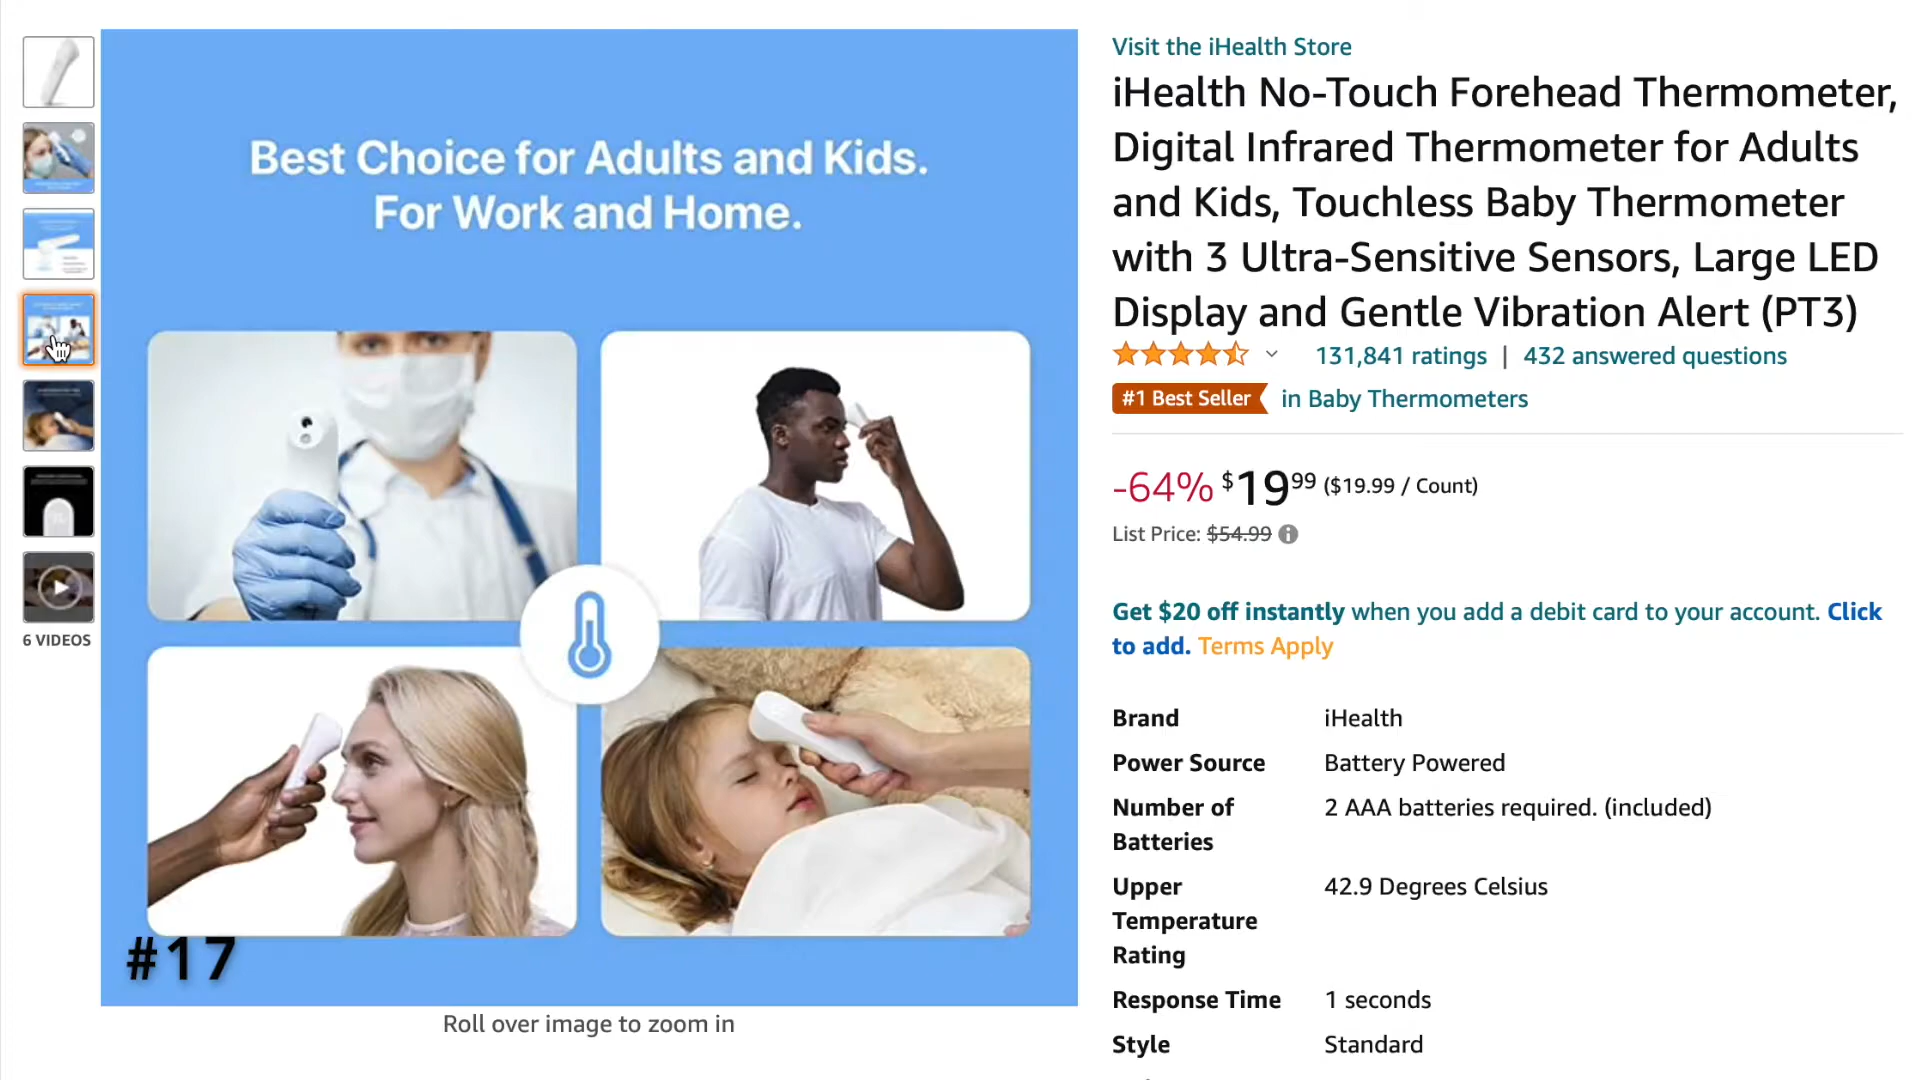 6 VIDEOS
Best Choice for Adults and Kids.
For Work and Home.
#17
Roll over image to zoom in
Visit the iHealth Store
iHealth No-Touch Forehead Thermometer,
Digital Infrared Thermometer for Adults
and Kids, Touchless Baby Thermometer
with 3 Ultra-Sensitive Sensors, Large LED
Display and Gentle Vibration Alert (PT3)
131,841 ratings | 432 answered questions
#1 Best Seller in Baby Thermometers
-64% $19.99 ($19.99 / Count)
List Price: $54.99
Get $20 off instantly when you add a debit card to your account. Click
to add. Terms Apply
Brand iHealth
Power Source Battery Powered
Number of 2 AAA batteries required. (included)
Batteries
Upper 42.9 Degrees Celsius
Temperature
Rating
Response Time 1 seconds
Style Standard